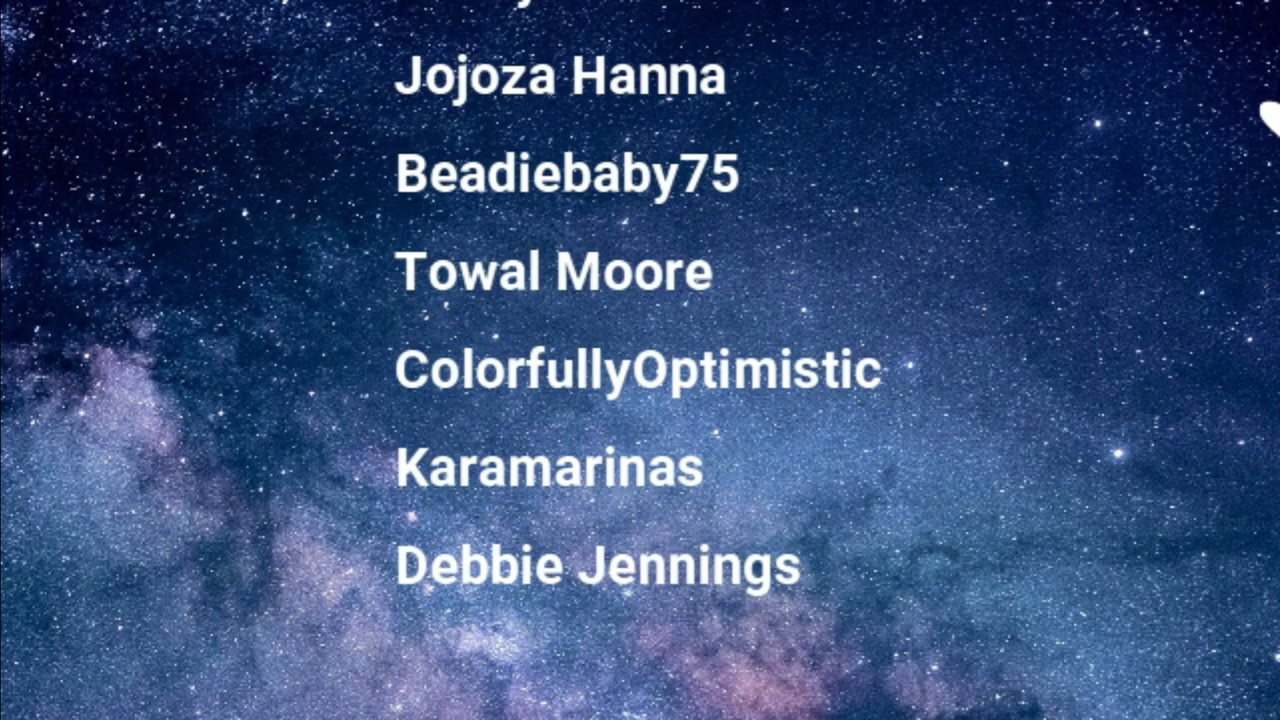 Jojoza Hanna
Beadiebaby75
Towal Moore
ColorfullyOptimistic
Karamarinas
Debbie Jennings